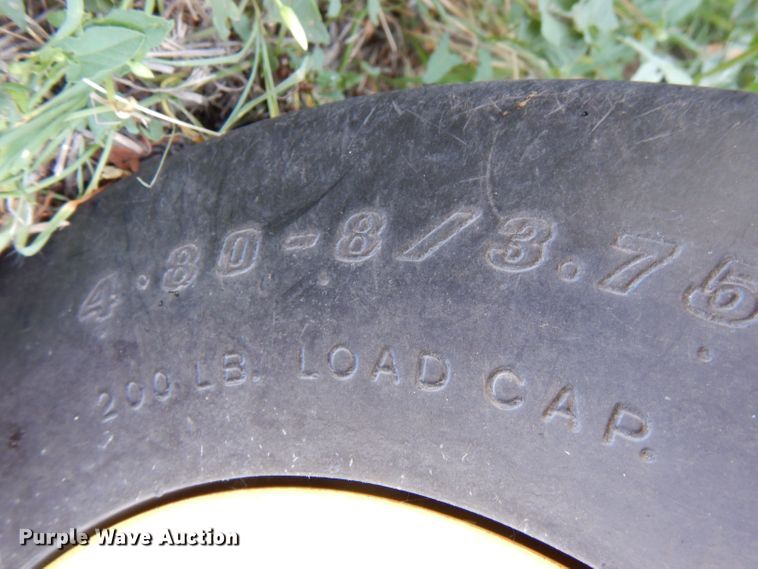 4.80-8/3.75
200 LB. LOAD CAP.
Purple Wave Auction